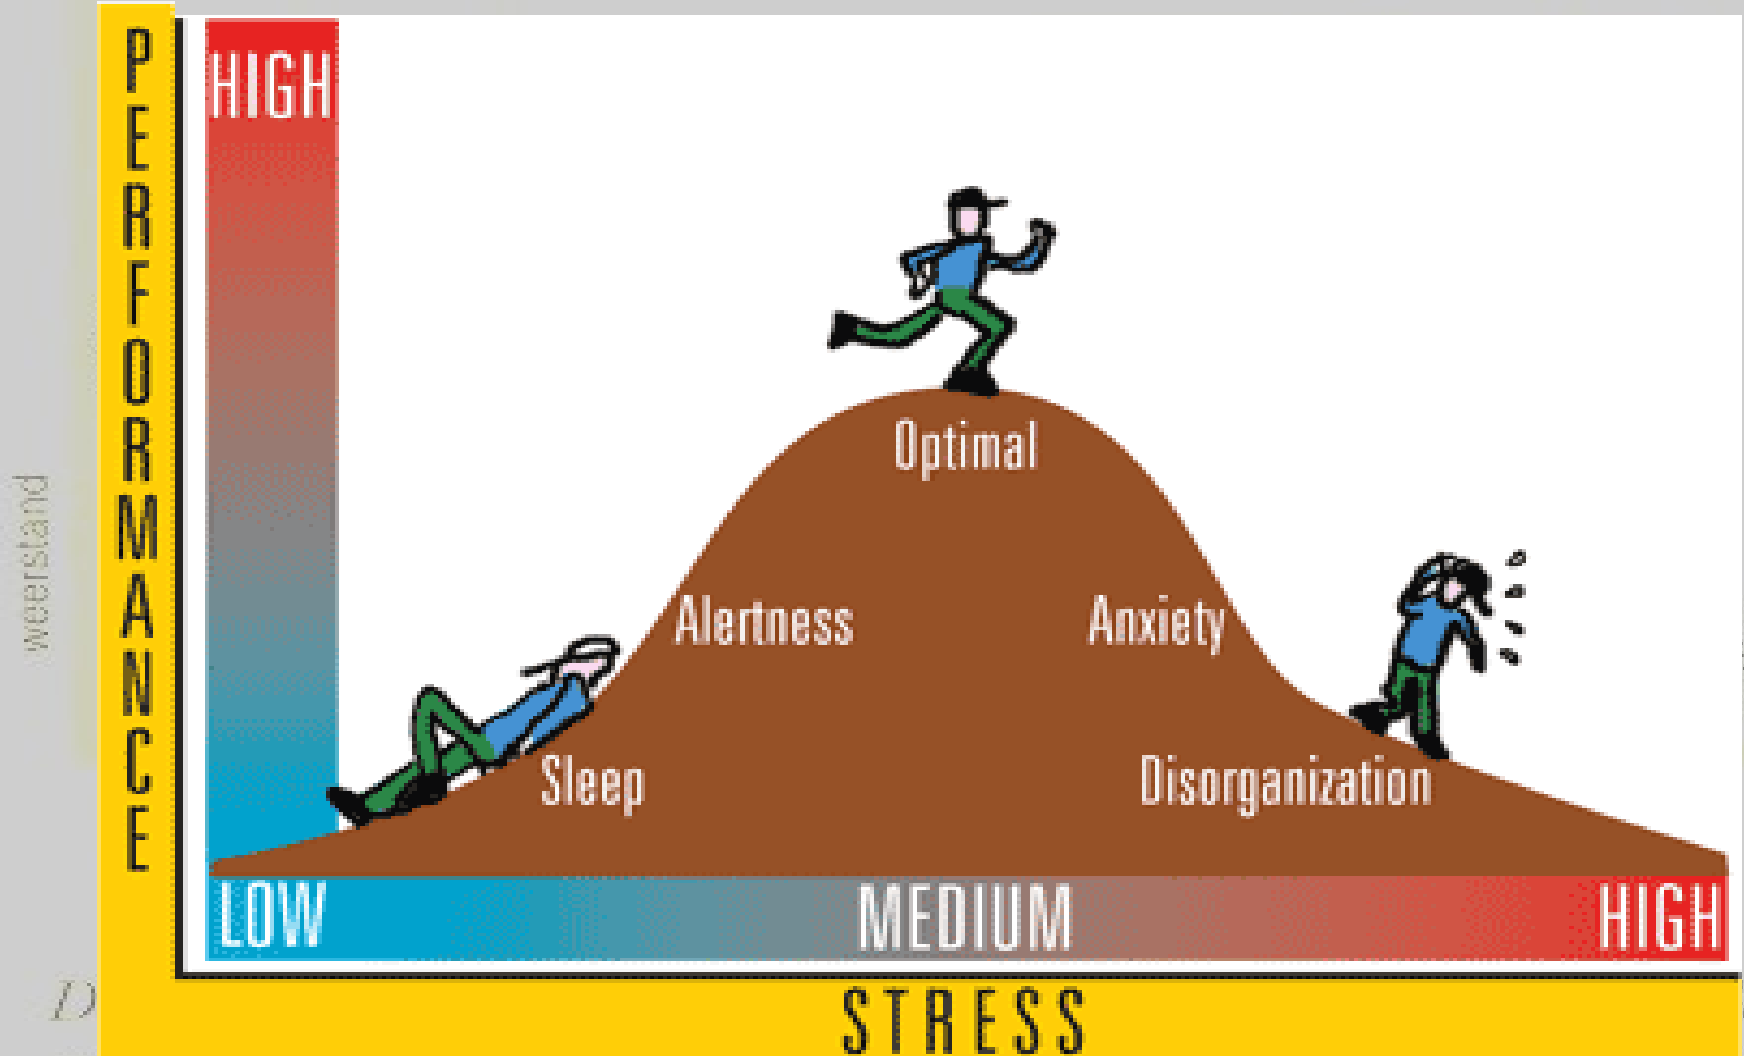 PERFORMANCE
HIGH
Optimal
Alertness
Anxiety
Sleep
Disorganization
LOW
MEDIUM
HIGH
STRESS
weerstand
D